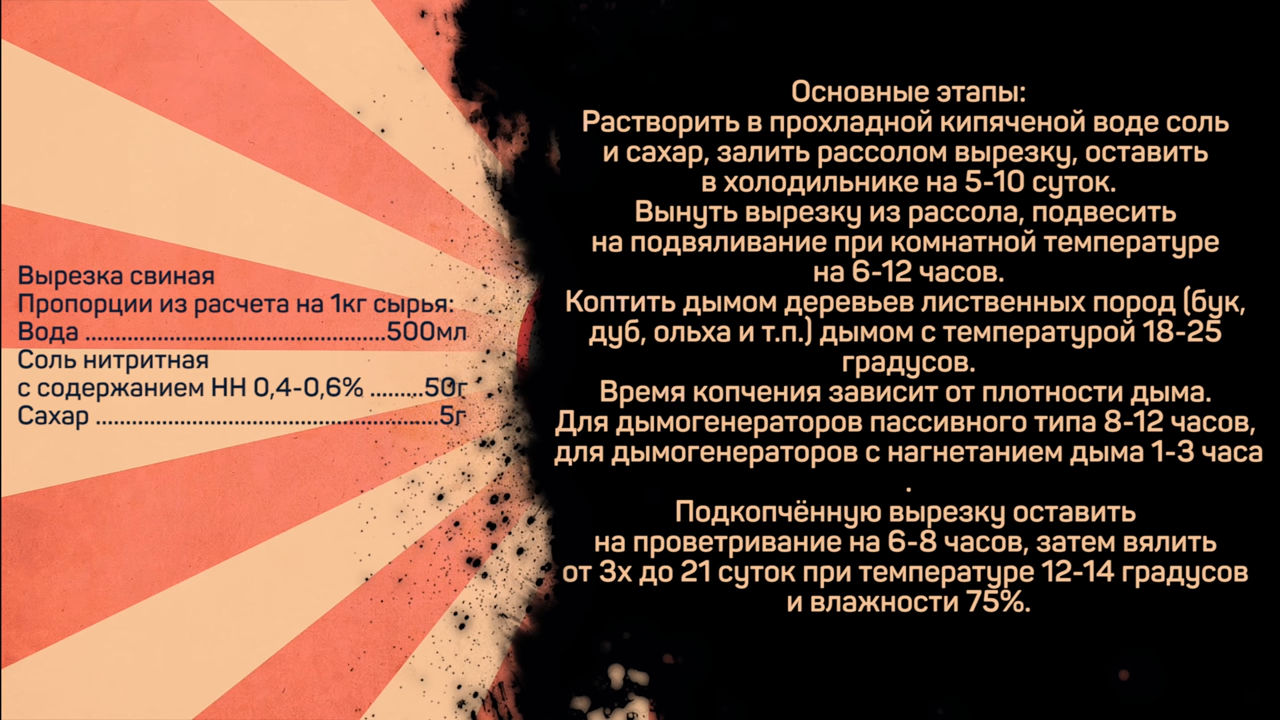 Вырезка свиная
Пропорции из расчета на 1кг сырья:
Вода ...................................................500мл
Соль нитритная
с содержанием НН 0,4-0,6% .........50г
Сахар ..........................................................5г
Основные этапы:
Растворить в прохладной кипяченой воде соль
и сахар, залить рассолом вырезку, оставить
в холодильнике на 5-10 суток.
Вынуть вырезку из рассола, подвесить
на подвяливание при комнатной температуре
на 6-12 часов.
Коптить дымом деревьев лиственных пород (бук,
дуб, ольха и т.п.) дымом с температурой 18-25
градусов.
Время копчения зависит от плотности дыма.
Для дымогенераторов пассивного типа 8-12 часов,
для дымогенераторов с нагнетанием дыма 1-3 часа
.
Подкопчённую вырезку оставить
на проветривание на 6-8 часов, затем вялить
от 3х до 21 суток при температуре 12-14 градусов
и влажности 75%.